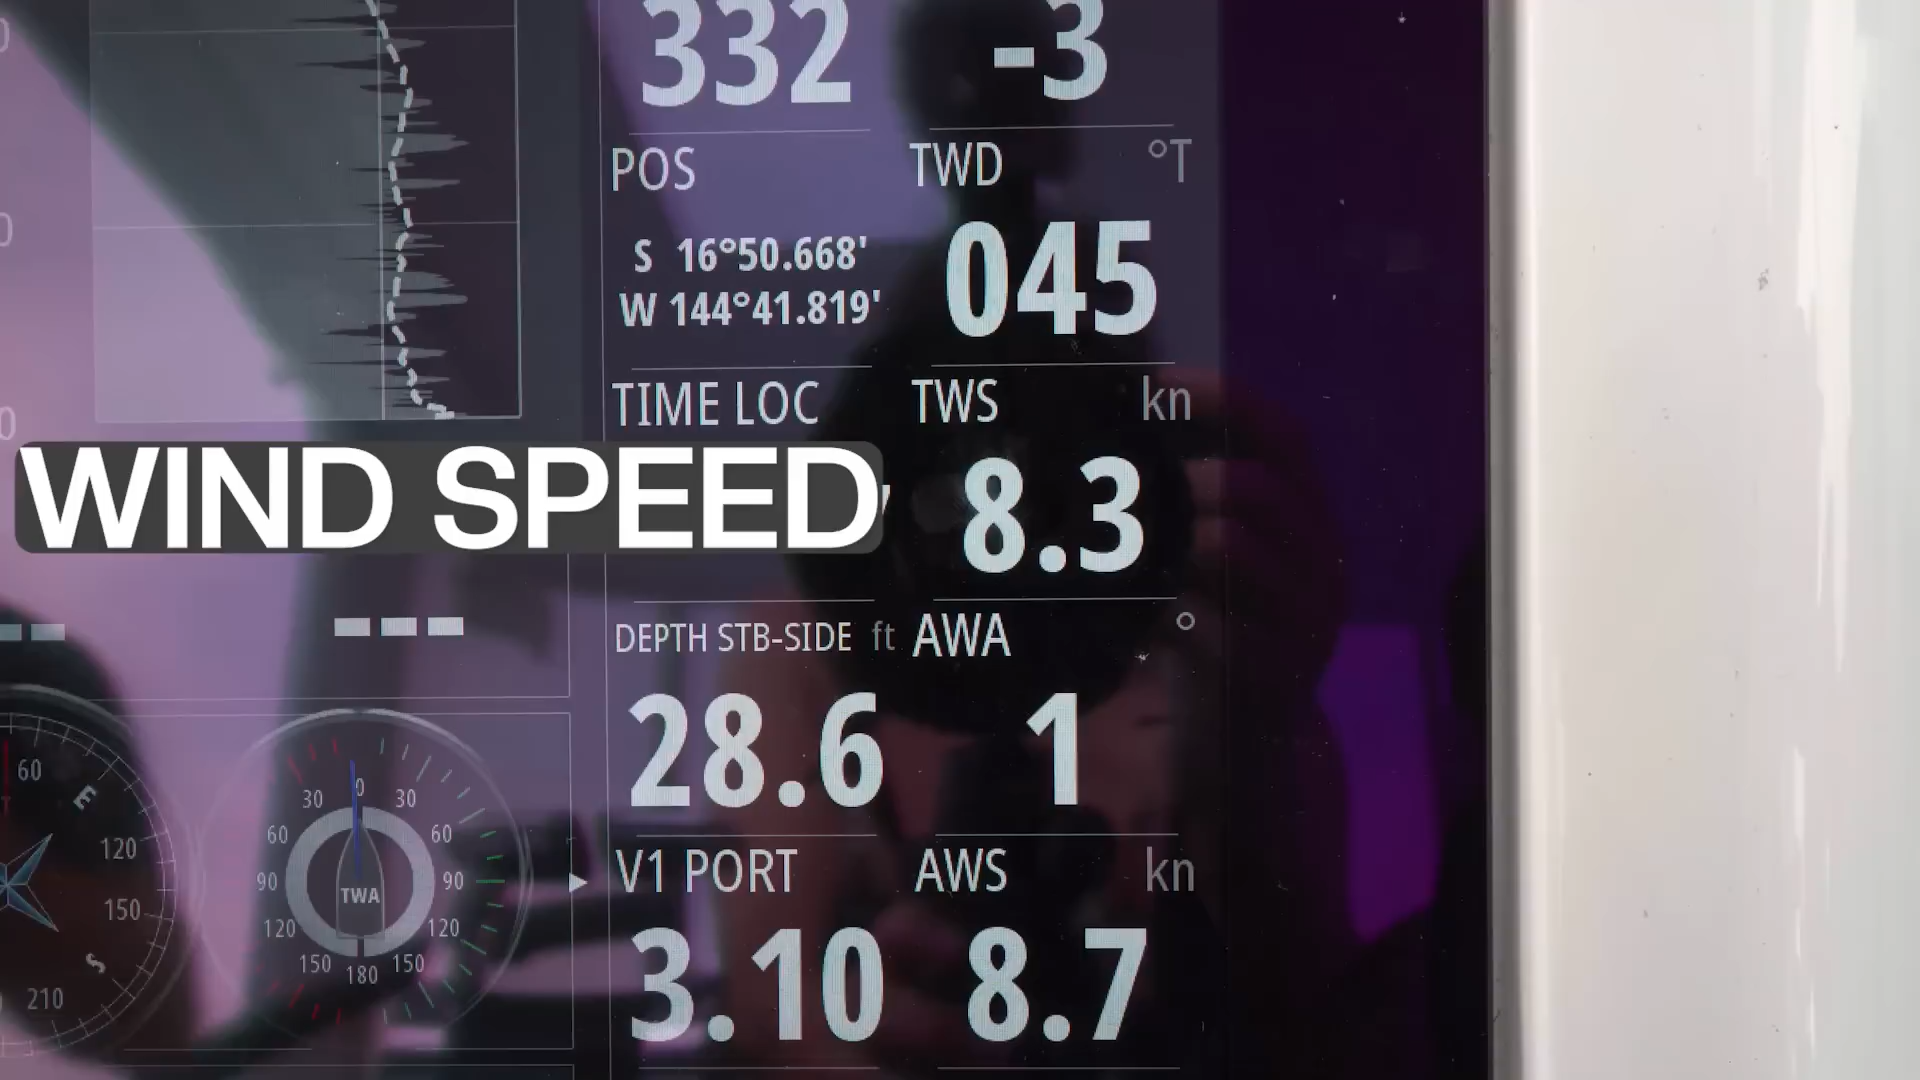 332 -3
POS TWD °T
S 16°50.668'
W 144°41.819'
045
TIME LOC TWS kn
WIND SPEED 8.3
DEPTH STB-SIDE ft AWA °
28.6 1
V1 PORT AWS kn
3.10 8.7
60 E 120 150 S 210
0 30 30 60 60 90 90 120 120 150 150 180
TWA